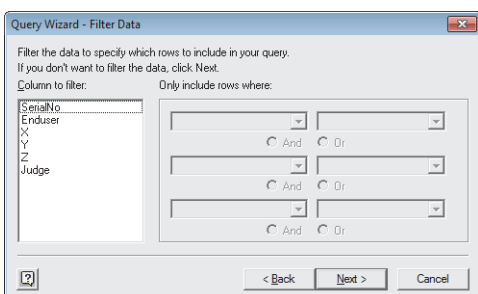 Query Wizard - Filter Data
Filter the data to specify which rows to include in your query.
If you don't want to filter the data, click Next.
Column to filter: Only include rows where:
SerialNo
Enduser
X
Y
Z
Judge
And Or
And Or
And Or
? < Back Next > Cancel